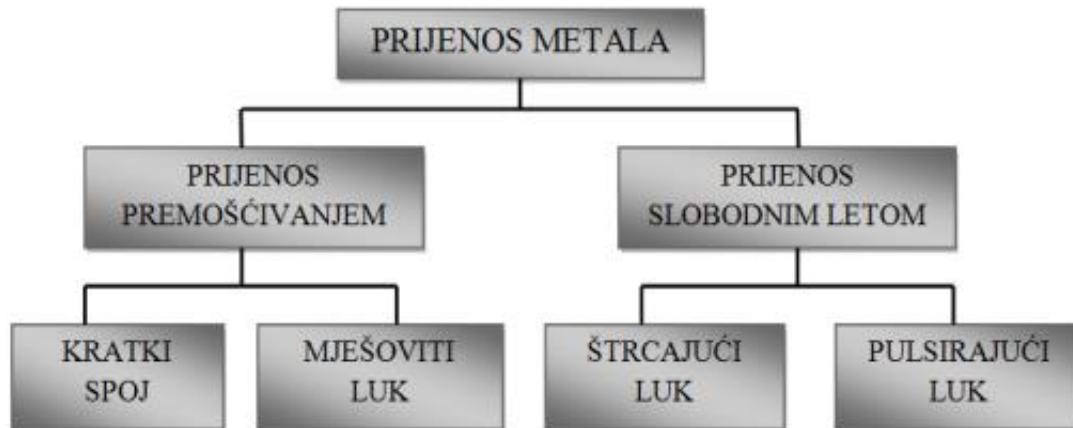 PRIJENOS METALA
PRIJENOS
PREMOŠĆIVANJEM
PRIJENOS
SLOBODNIM LETOM
KRATKI
SPOJ
MJEŠOVITI
LUK
ŠTRCAJUĆI
LUK
PULSIRAJUĆI
LUK